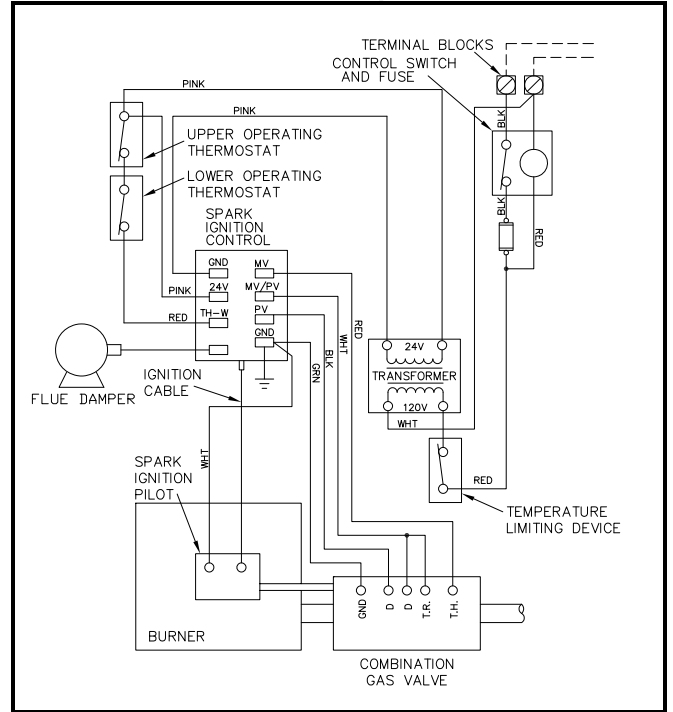 TERMINAL BLOCKS
CONTROL SWITCH
AND FUSE
PINK
PINK
BLK
UPPER OPERATING
THERMOSTAT
LOWER OPERATING
THERMOSTAT
BLK
RED
SPARK
IGNITION
CONTROL
GND
MV
24V
MV/PV
PINK
TH-W
PV
RED
GND
RED
WHT
BLK
GRN
24V
TRANSFORMER
120V
WHT
FLUE DAMPER
IGNITION
CABLE
WHT
RED
SPARK
IGNITION
PILOT
TEMPERATURE
LIMITING DEVICE
GND
D
D
T.R.
T.H.
BURNER
COMBINATION
GAS VALVE